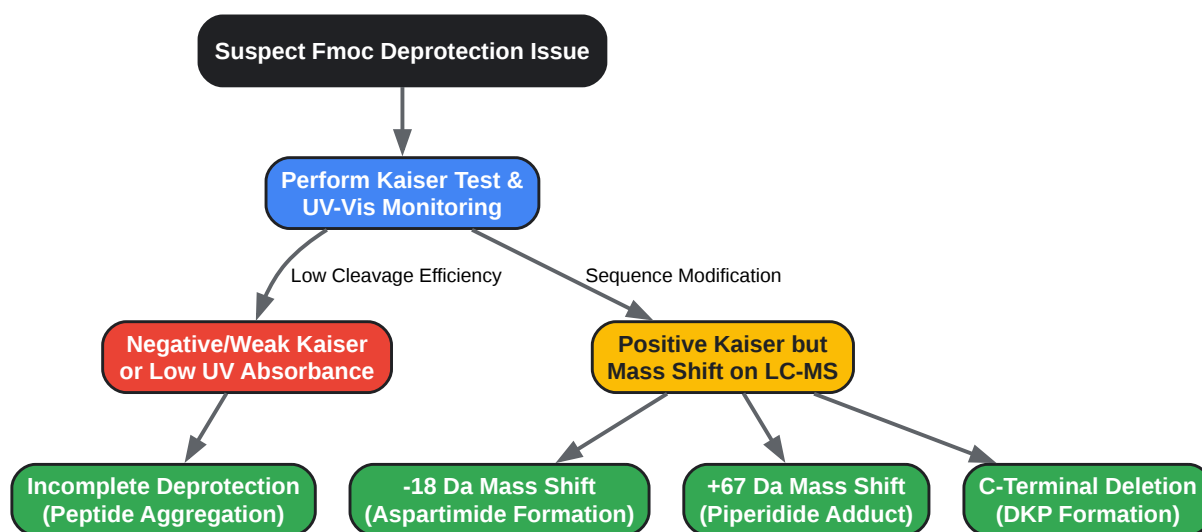 Suspect Fmoc Deprotection Issue
Perform Kaiser Test &
UV-Vis Monitoring
Low Cleavage Efficiency
Sequence Modification
Negative/Weak Kaiser
or Low UV Absorbance
Positive Kaiser but
Mass Shift on LC-MS
Incomplete Deprotection
(Peptide Aggregation)
-18 Da Mass Shift
(Aspartimide Formation)
+67 Da Mass Shift
(Piperidide Adduct)
C-Terminal Deletion
(DKP Formation)